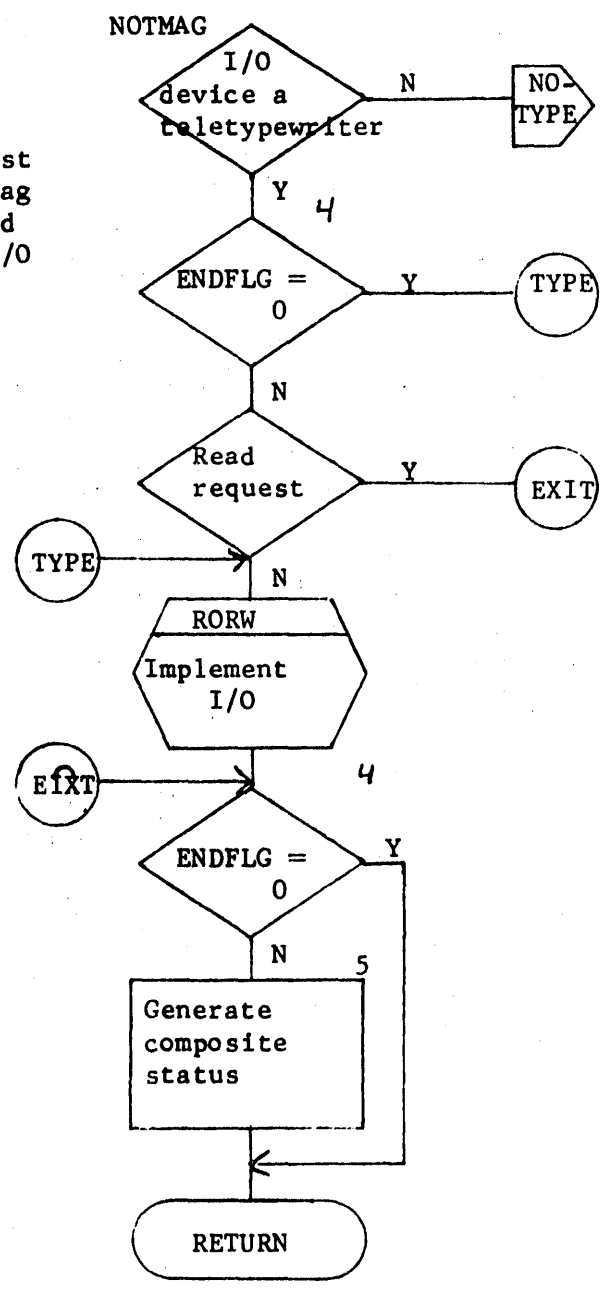 NOTMAG
I/O
device a
teletypewriter
N
NO-
TYPE
st
ag
d
/O
Y
4
ENDFLG =
0
Y
TYPE
N
Read
request
Y
EXIT
TYPE
N
RORW
Implement
I/O
EIXT
4
ENDFLG =
0
Y
N
5
Generate
composite
status
RETURN